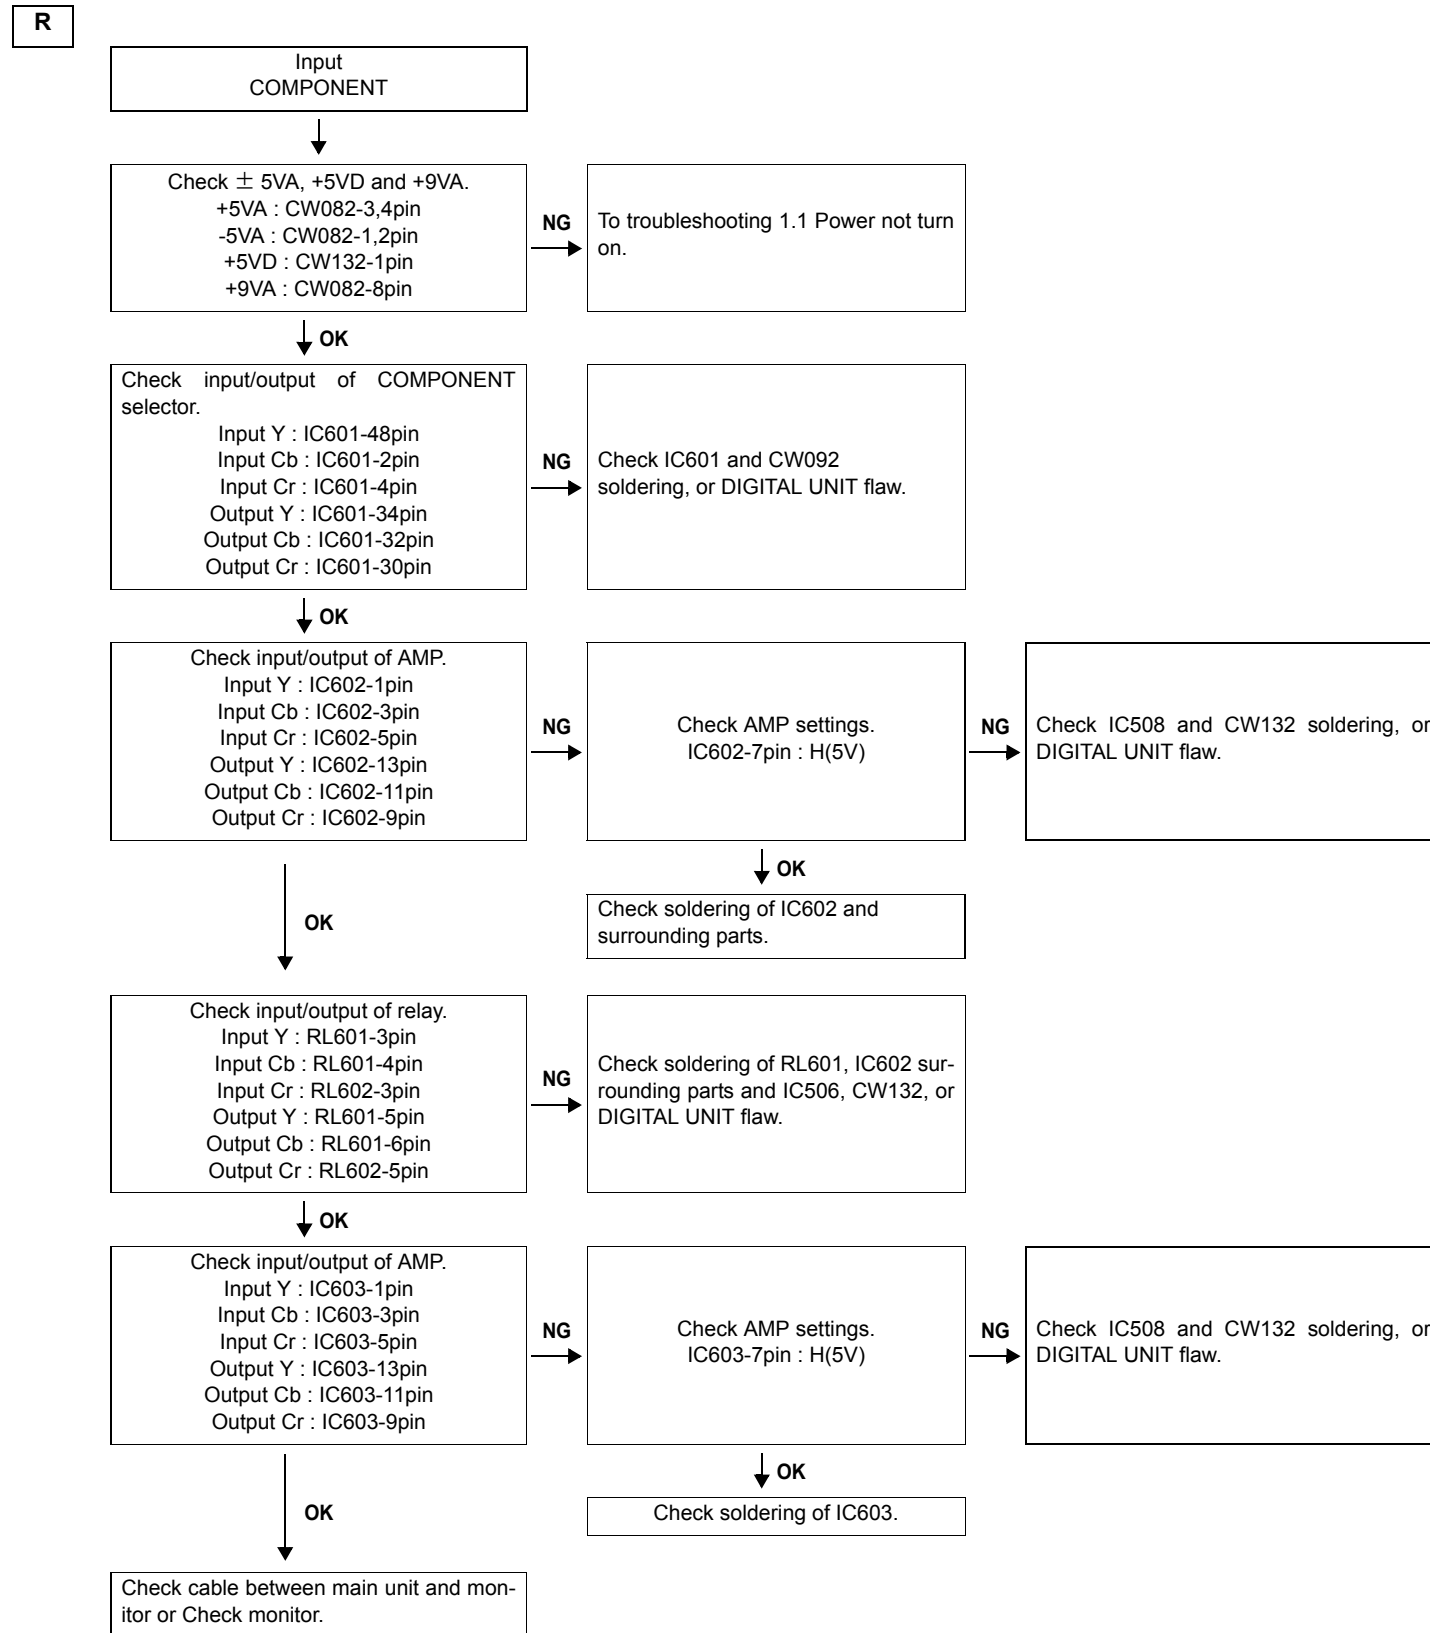 R
Input
COMPONENT
Check ± 5VA, +5VD and +9VA.
+5VA : CW082-3,4pin
-5VA : CW082-1,2pin
+5VD : CW132-1pin
+9VA : CW082-8pin
NG
To troubleshooting 1.1 Power not turn
on.
OK
Check input/output of COMPONENT
selector.
Input Y : IC601-48pin
Input Cb : IC601-2pin
Input Cr : IC601-4pin
Output Y : IC601-34pin
Output Cb : IC601-32pin
Output Cr : IC601-30pin
NG
Check IC601 and CW092
soldering, or DIGITAL UNIT flaw.
OK
Check input/output of AMP.
Input Y : IC602-1pin
Input Cb : IC602-3pin
Input Cr : IC602-5pin
Output Y : IC602-13pin
Output Cb : IC602-11pin
Output Cr : IC602-9pin
NG
Check AMP settings.
IC602-7pin : H(5V)
NG
Check IC508 and CW132 soldering, or
DIGITAL UNIT flaw.
OK
Check soldering of IC602 and
surrounding parts.
OK
Check input/output of relay.
Input Y : RL601-3pin
Input Cb : RL601-4pin
Input Cr : RL602-3pin
Output Y : RL601-5pin
Output Cb : RL601-6pin
Output Cr : RL602-5pin
NG
Check soldering of RL601, IC602 sur-
rounding parts and IC506, CW132, or
DIGITAL UNIT flaw.
OK
Check input/output of AMP.
Input Y : IC603-1pin
Input Cb : IC603-3pin
Input Cr : IC603-5pin
Output Y : IC603-13pin
Output Cb : IC603-11pin
Output Cr : IC603-9pin
NG
Check AMP settings.
IC603-7pin : H(5V)
NG
Check IC508 and CW132 soldering, or
DIGITAL UNIT flaw.
OK
Check soldering of IC603.
OK
Check cable between main unit and mon-
itor or Check monitor.